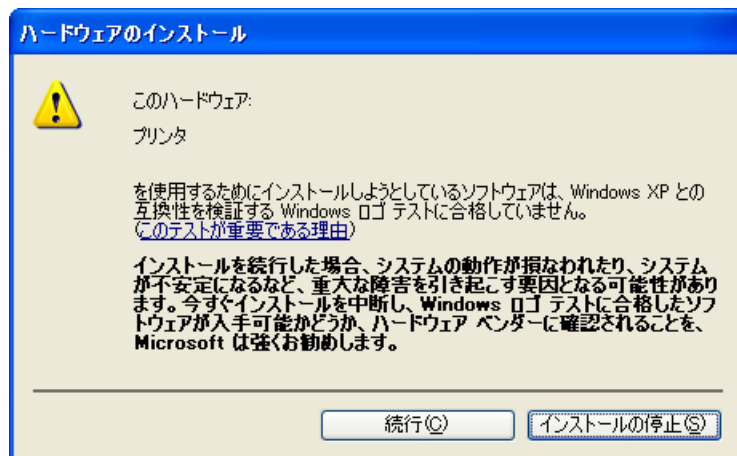 ハードウェアのインストール
このハードウェア:
プリンタ
を使用するためにインストールしようとしているソフトウェアは、Windows XP との
互換性を検証する Windows ロゴ テストに合格していません。
(このテストが重要である理由)
インストールを続行した場合、システムの動作が損なわれたり、システム
が不安定になるなど、重大な障害を引き起こす要因となる可能性があり
ます。今すぐインストールを中断し、Windows ロゴ テストに合格したソフ
トウェアが入手可能かどうか、ハードウェア ベンダーに確認されることを、
Microsoft は強くお勧めします。
続行(C) インストールの停止(S)